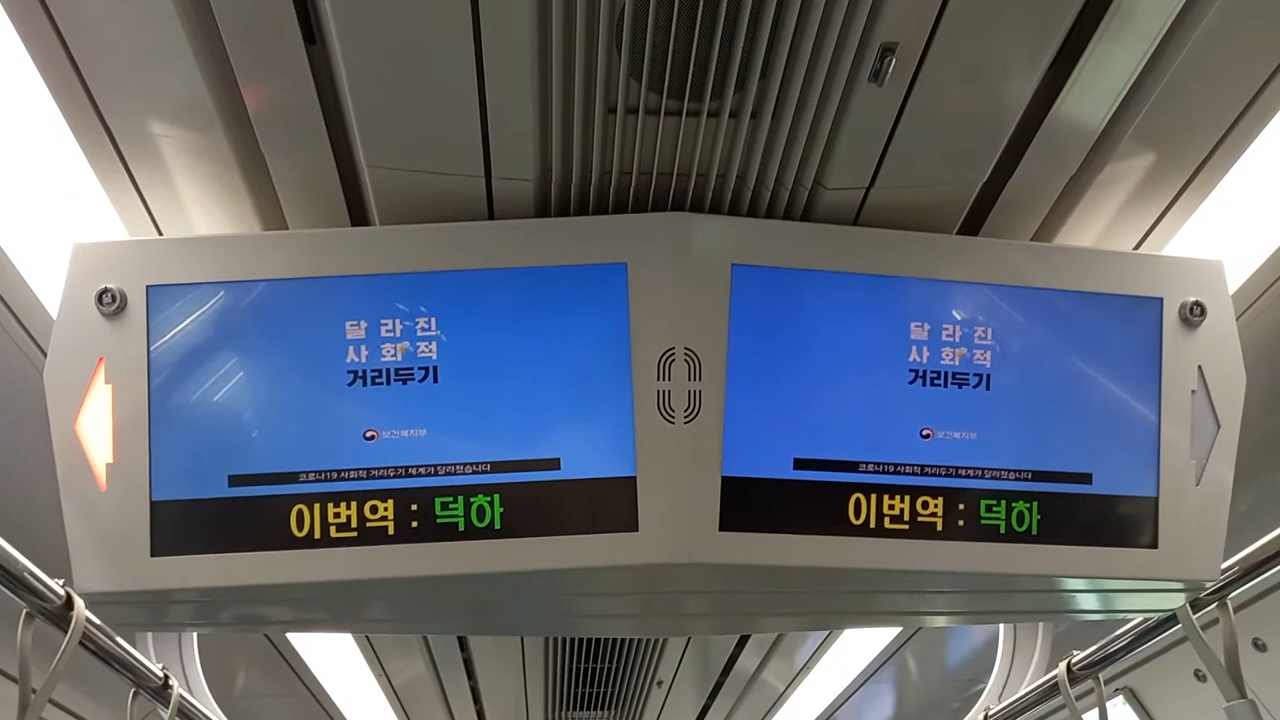 달라진
사회적
거리두기
보건복지부
코로나19 사회적 거리두기 체계가 달라졌습니다
이번역 : 덕하
달라진
사회적
거리두기
보건복지부
코로나19 사회적 거리두기 체계가 달라졌습니다
이번역 : 덕하